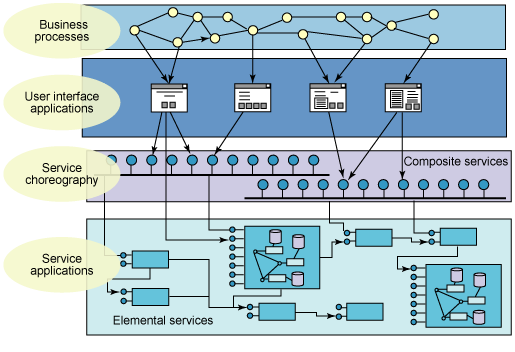 Business
processes
User interface
applications
Service
choreography
Composite services
Service
applications
Elemental services